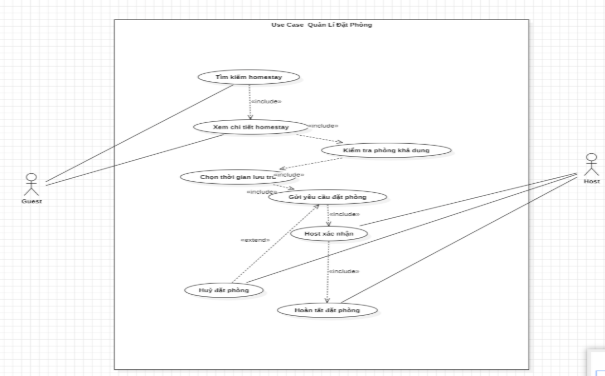 Use Case Quản Lí Đặt Phòng
Tìm kiếm homestay
«include»
Xem chi tiết homestay
«include»
Kiểm tra phòng khả dụng
Chọn thời gian lưu trú
«include»
«include»
Gửi yêu cầu đặt phòng
«include»
Host xác nhận
«extend»
«include»
Huỷ đặt phòng
Hoàn tất đặt phòng
Guest
Host